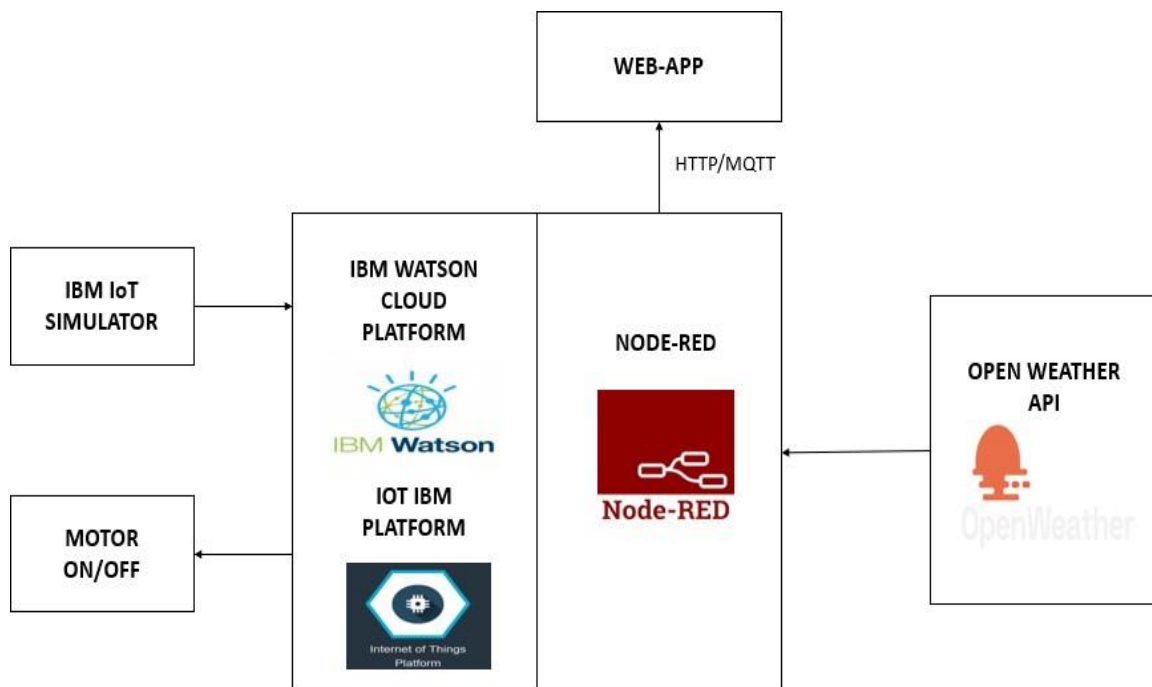 WEB-APP
HTTP/MQTT
IBM IoT
SIMULATOR
MOTOR
ON/OFF
IBM WATSON
CLOUD
PLATFORM
IBM Watson
IOT IBM
PLATFORM
Internet of Things
Platform
NODE-RED
Node-RED
OPEN WEATHER
API
OpenWeather